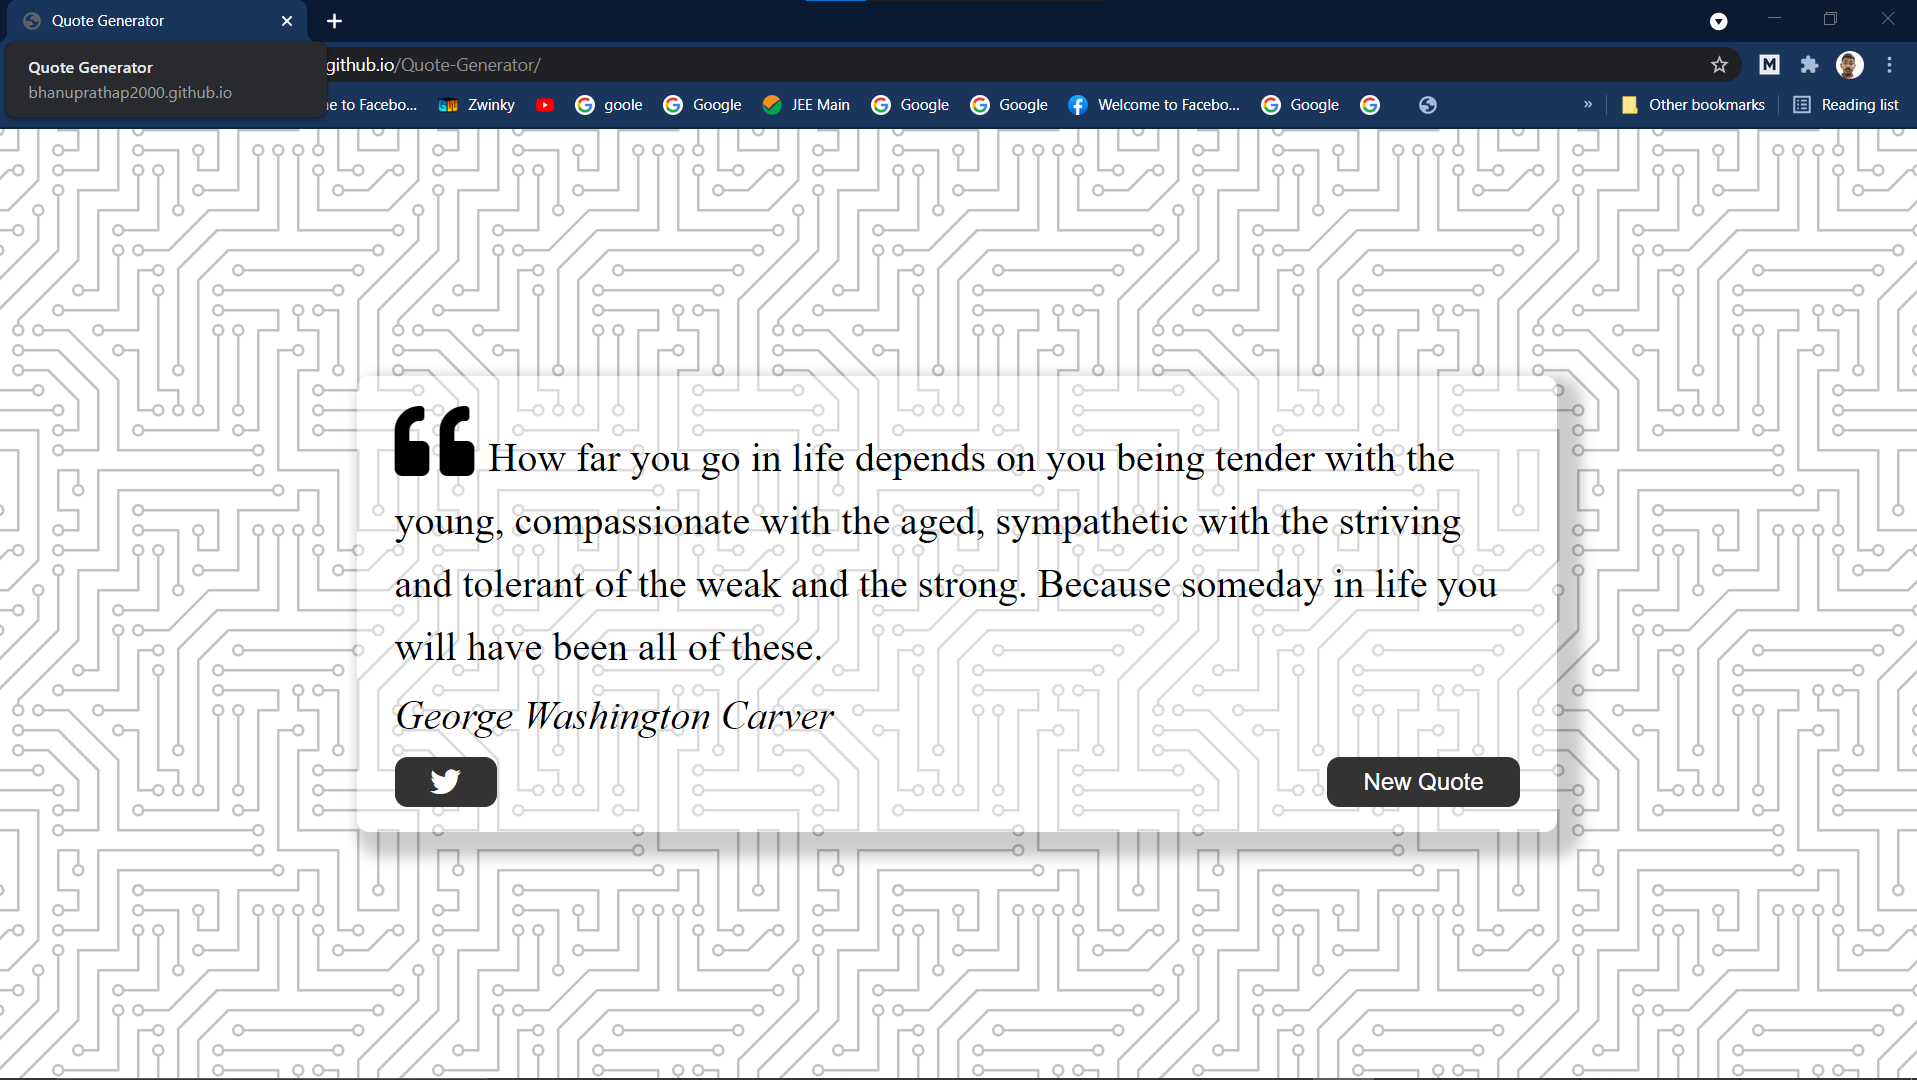 Quote Generator
Quote Generator
bhanuprathap2000.github.io
github.io/Quote-Generator/
M
e to Facebo... Zwinky goole Google JEE Main Google Google Welcome to Facebo... Google » Other bookmarks Reading list
How far you go in life depends on you being tender with the
young, compassionate with the aged, sympathetic with the striving
and tolerant of the weak and the strong. Because someday in life you
will have been all of these.
George Washington Carver
New Quote